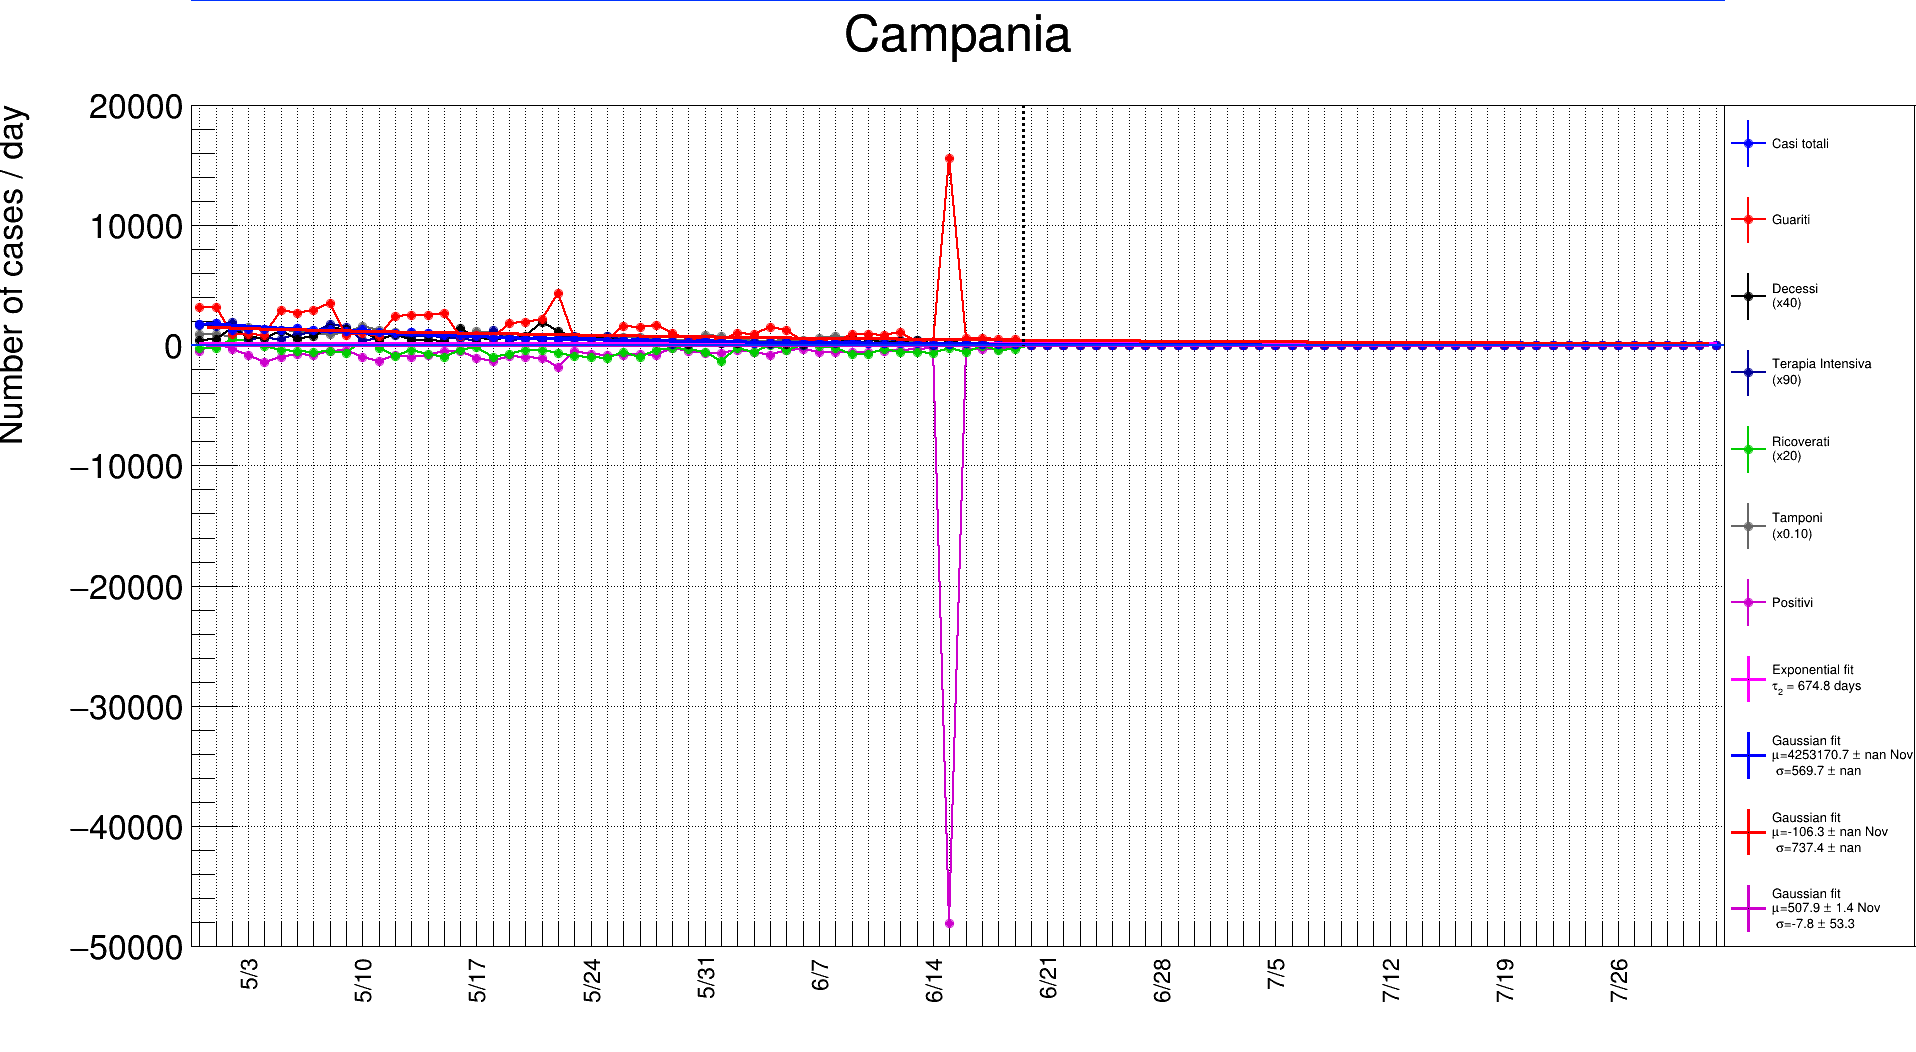 Campania
Number of cases / day
20000
10000
0
−10000
−20000
−30000
−40000
−50000
5/3
5/10
5/17
5/24
5/31
6/7
6/14
6/21
6/28
7/5
7/12
7/19
7/26
Casi totali
Guariti
Decessi
(x40)
Terapia Intensiva
(x90)
Ricoverati
(x20)
Tamponi
(x0.10)
Positivi
Exponential fit
τ2 = 674.8 days
Gaussian fit
μ=4253170.7 ± nan Nov
σ=569.7 ± nan
Gaussian fit
μ=-106.3 ± nan Nov
σ=737.4 ± nan
Gaussian fit
μ=507.9 ± 1.4 Nov
σ=-7.8 ± 53.3